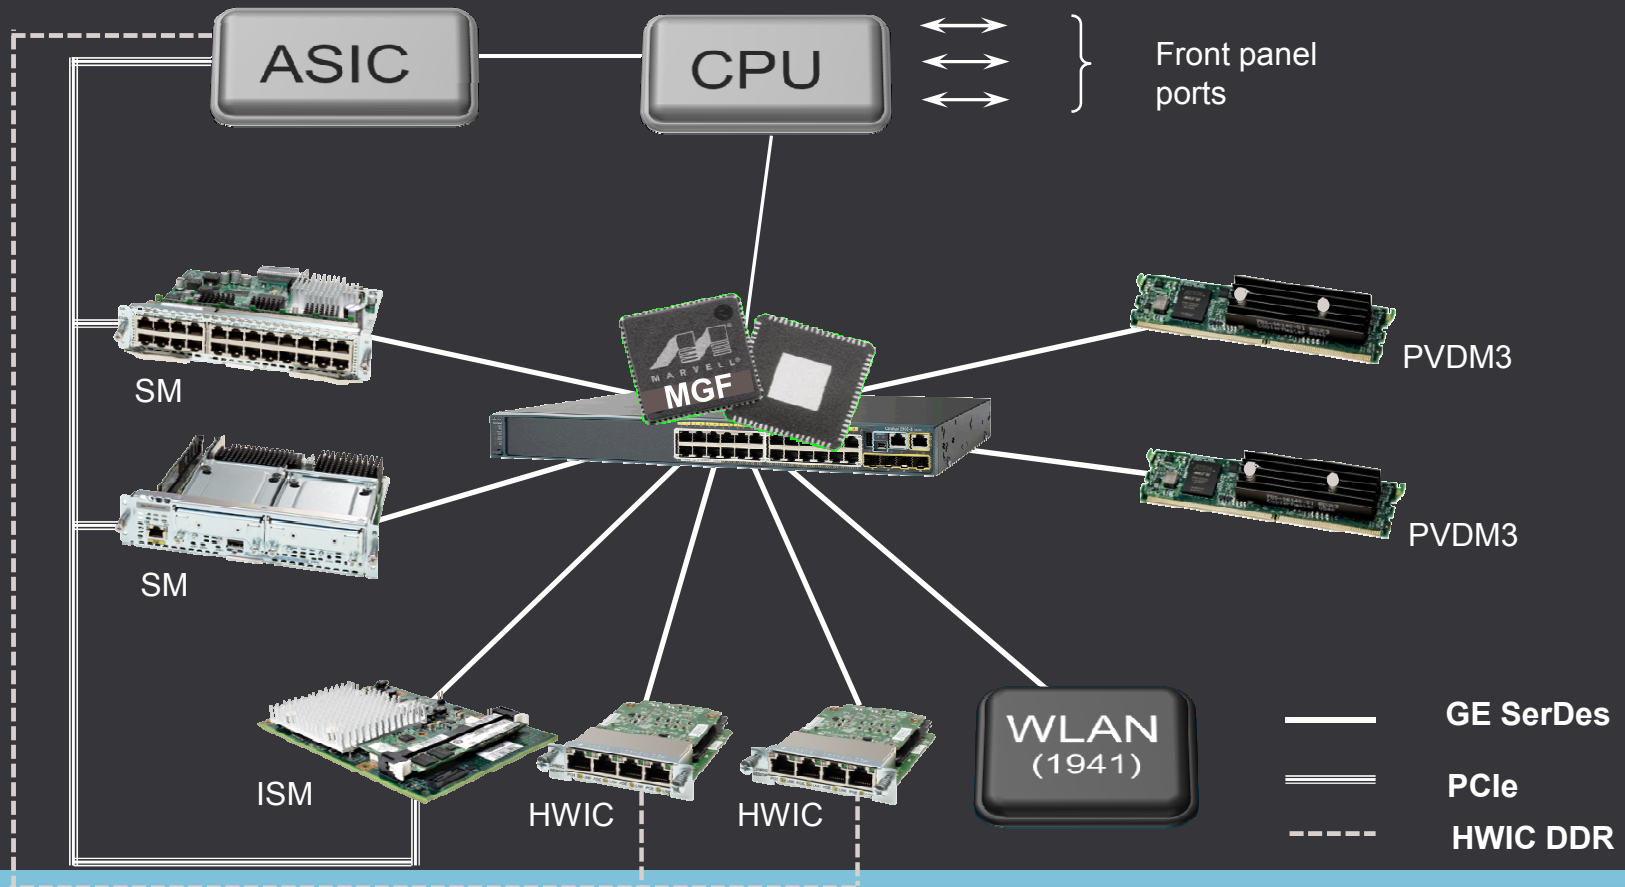 ASIC
CPU
Front panel
ports
MARVELL
MGF
SM
PVDM3
SM
PVDM3
ISM
HWIC
HWIC
WLAN
(1941)
GE SerDes
PCIe
HWIC DDR